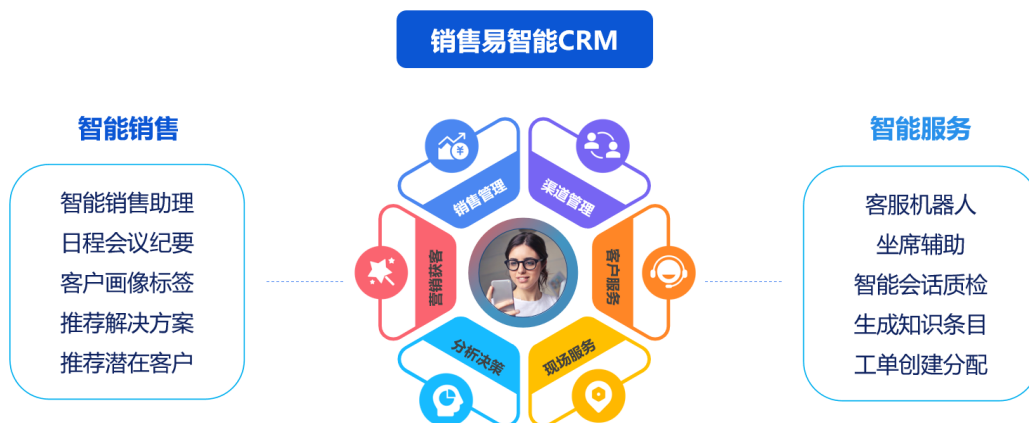 销售易智能CRM
智能销售
智能销售助理
日程会议纪要
客户画像标签
推荐解决方案
推荐潜在客户
销售管理
渠道管理
营销获客
客户服务
分析决策
现场服务
智能服务
客服机器人
坐席辅助
智能会话质检
生成知识条目
工单创建分配